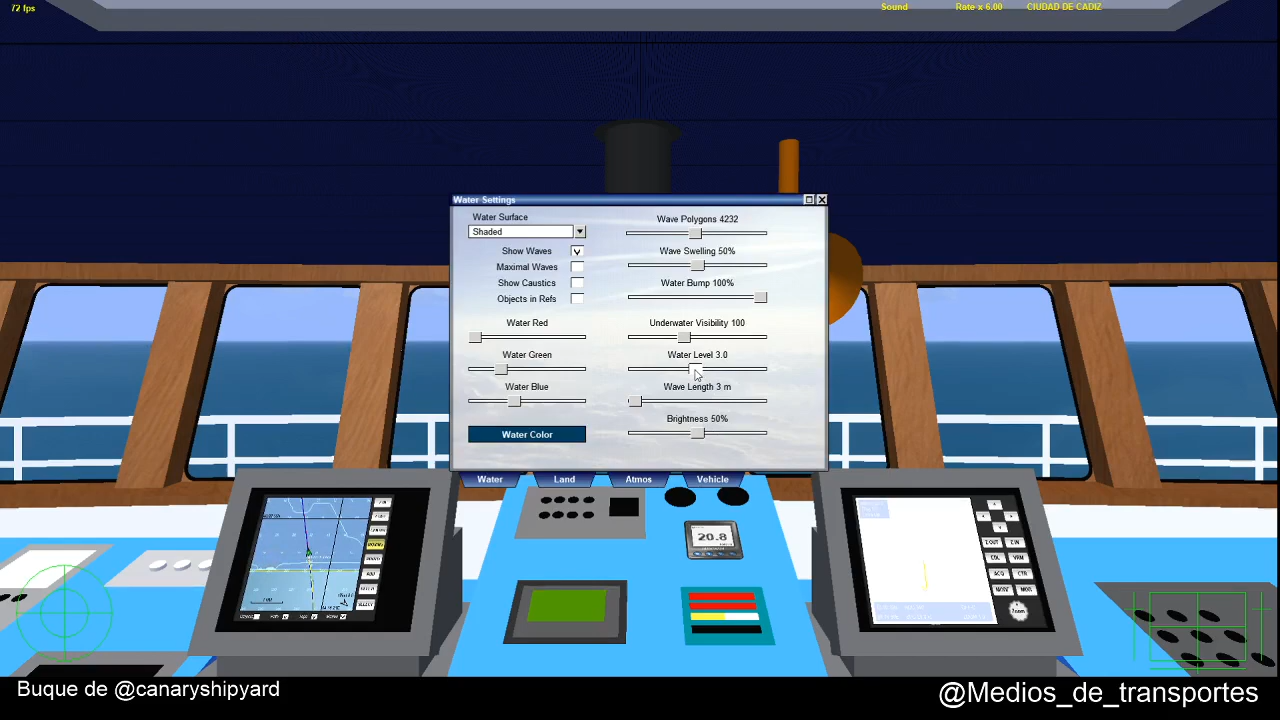 72 fps
Sound
Rate x 6.00
CIUDAD DE CADIZ
Water Settings
Water Surface
Shaded
Show Waves
Maximal Waves
Show Caustics
Objects in Refs
Water Red
Water Green
Water Blue
Water Color
Wave Polygons 4232
Wave Swelling 50%
Water Bump 100%
Underwater Visibility 100
Water Level 3.0
Wave Length 3 m
Brightness 50%
Water
Land
Atmos
Vehicle
20.8
Buque de @canaryshipyard
@Medios_de_transportes